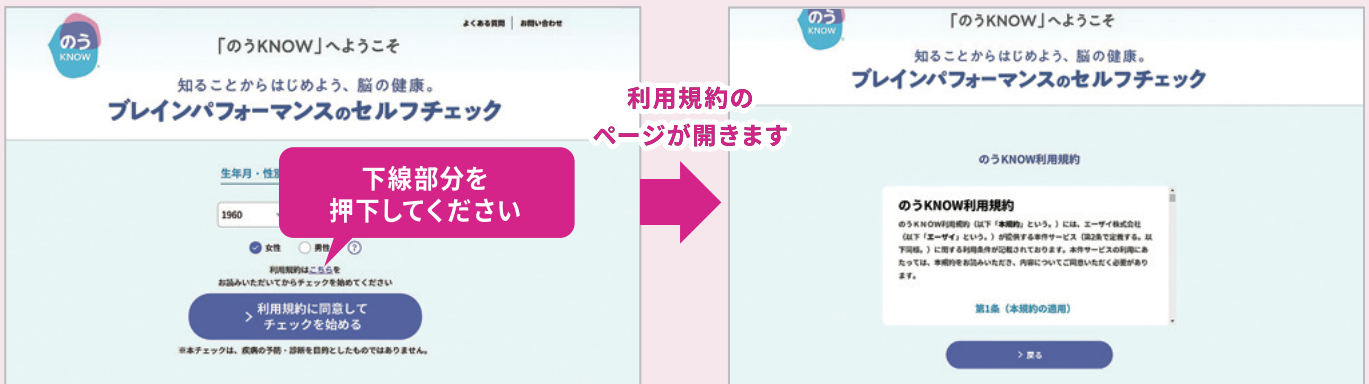 よくある質問 お問い合わせ
のう
KNOW
「のうKNOW」へようこそ
知ることからはじめよう、脳の健康。
ブレインパフォーマンスのセルフチェック
生年月・性別
下線部分を
押下してください
1960
女性 男性 ?
利用規約はこちらを
お読みいただいてからチェックを始めてください
> 利用規約に同意して
チェックを始める
※本チェックは、疾病の予防・診断を目的としたものではありません。
利用規約の
ページが開きます
のう
KNOW
「のうKNOW」へようこそ
知ることからはじめよう、脳の健康。
ブレインパフォーマンスのセルフチェック
のうKNOW利用規約
のうKNOW利用規約
のうKNOW利用規約(以下「本規約」という。)には、エーザイ株式会社
(以下「エーザイ」という。)が提供する本件サービス(第2条で定義する。以
下同様。)に関する利用条件が記載されております。本件サービスの利用にあ
たっては、本規約をお読みいただき、内容についてご同意いただく必要があり
ます。
第1条(本規約の適用)
> 戻る